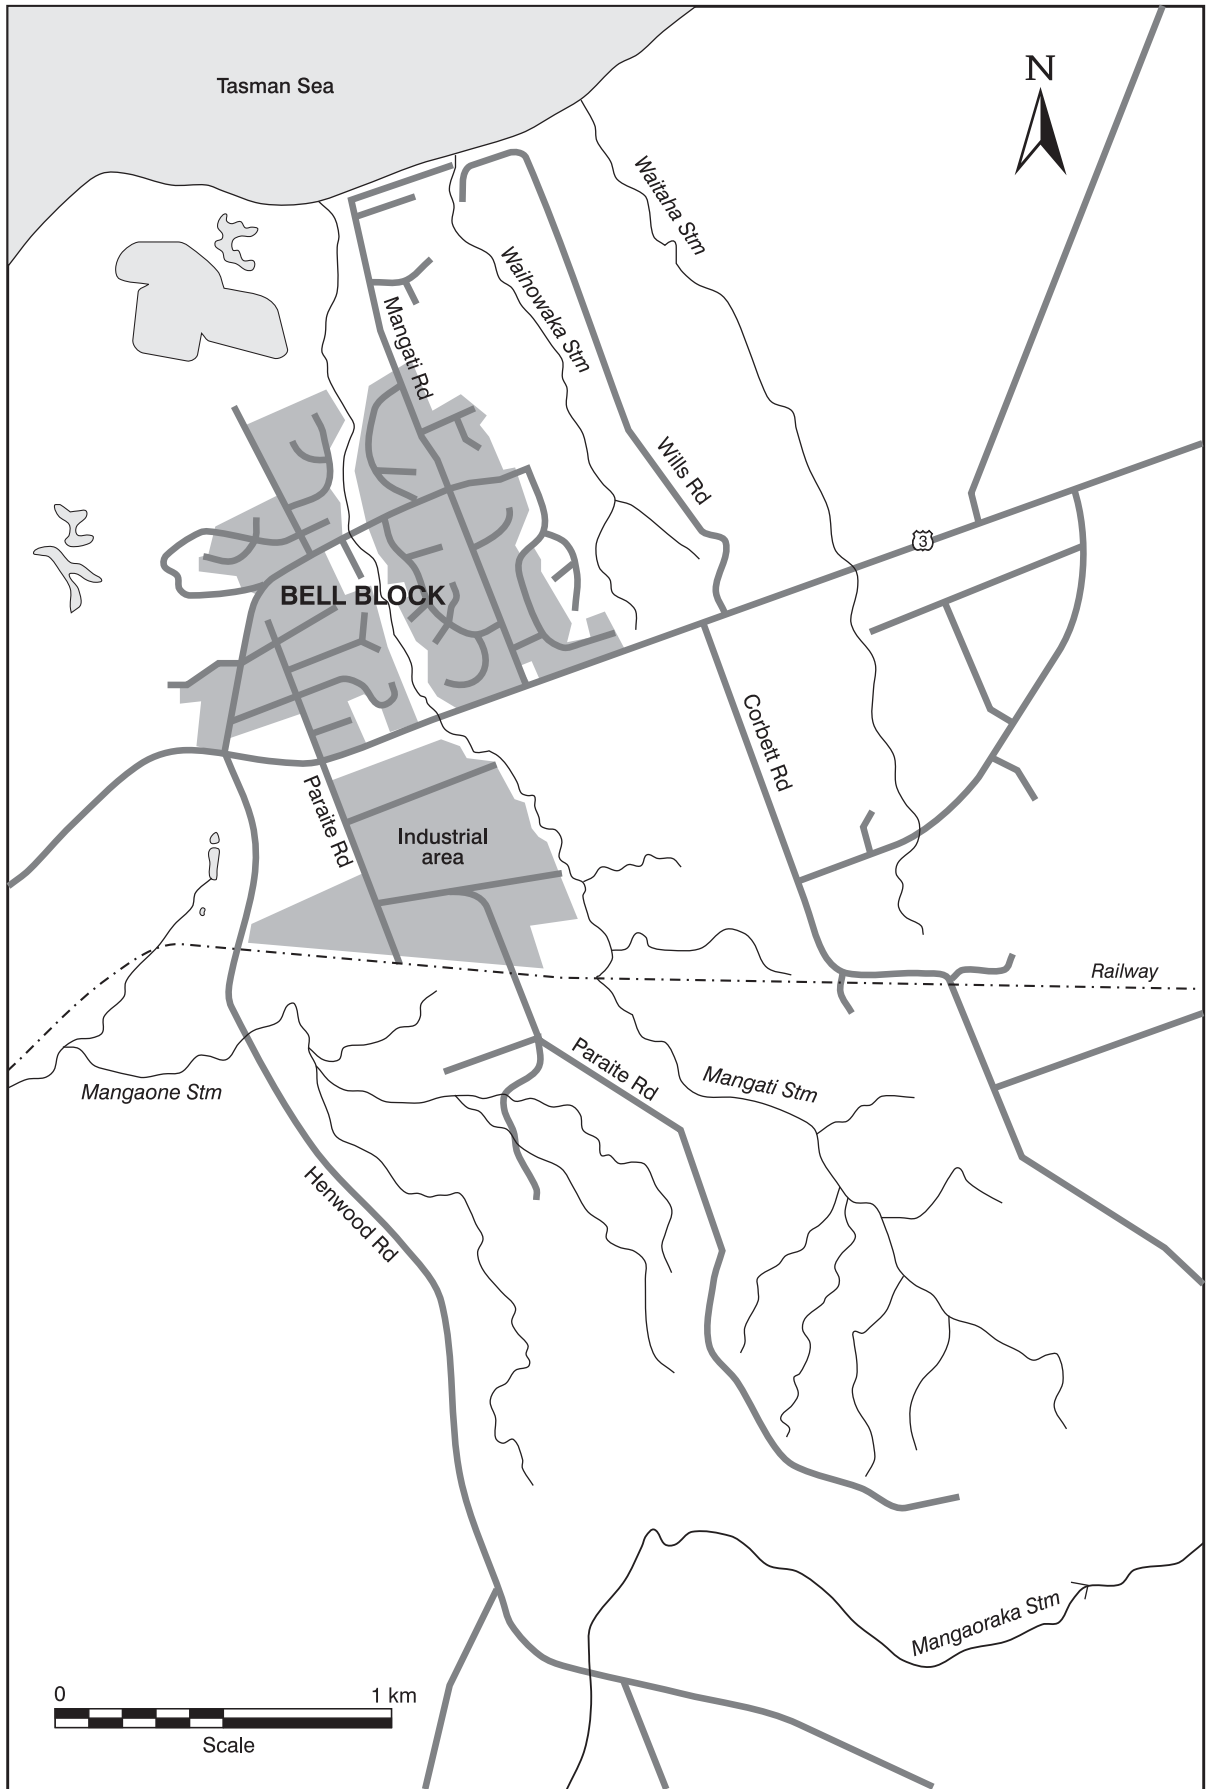 Tasman Sea
N
Waitaha Stm
Waihowaka Stm
Mangati Rd
Wills Rd
3
BELL BLOCK
Corbett Rd
Paraite Rd
Industrial
area
Railway
Mangaone Stm
Paraite Rd
Mangati Stm
Henwood Rd
Mangaoraka Stm
0 1 km
Scale